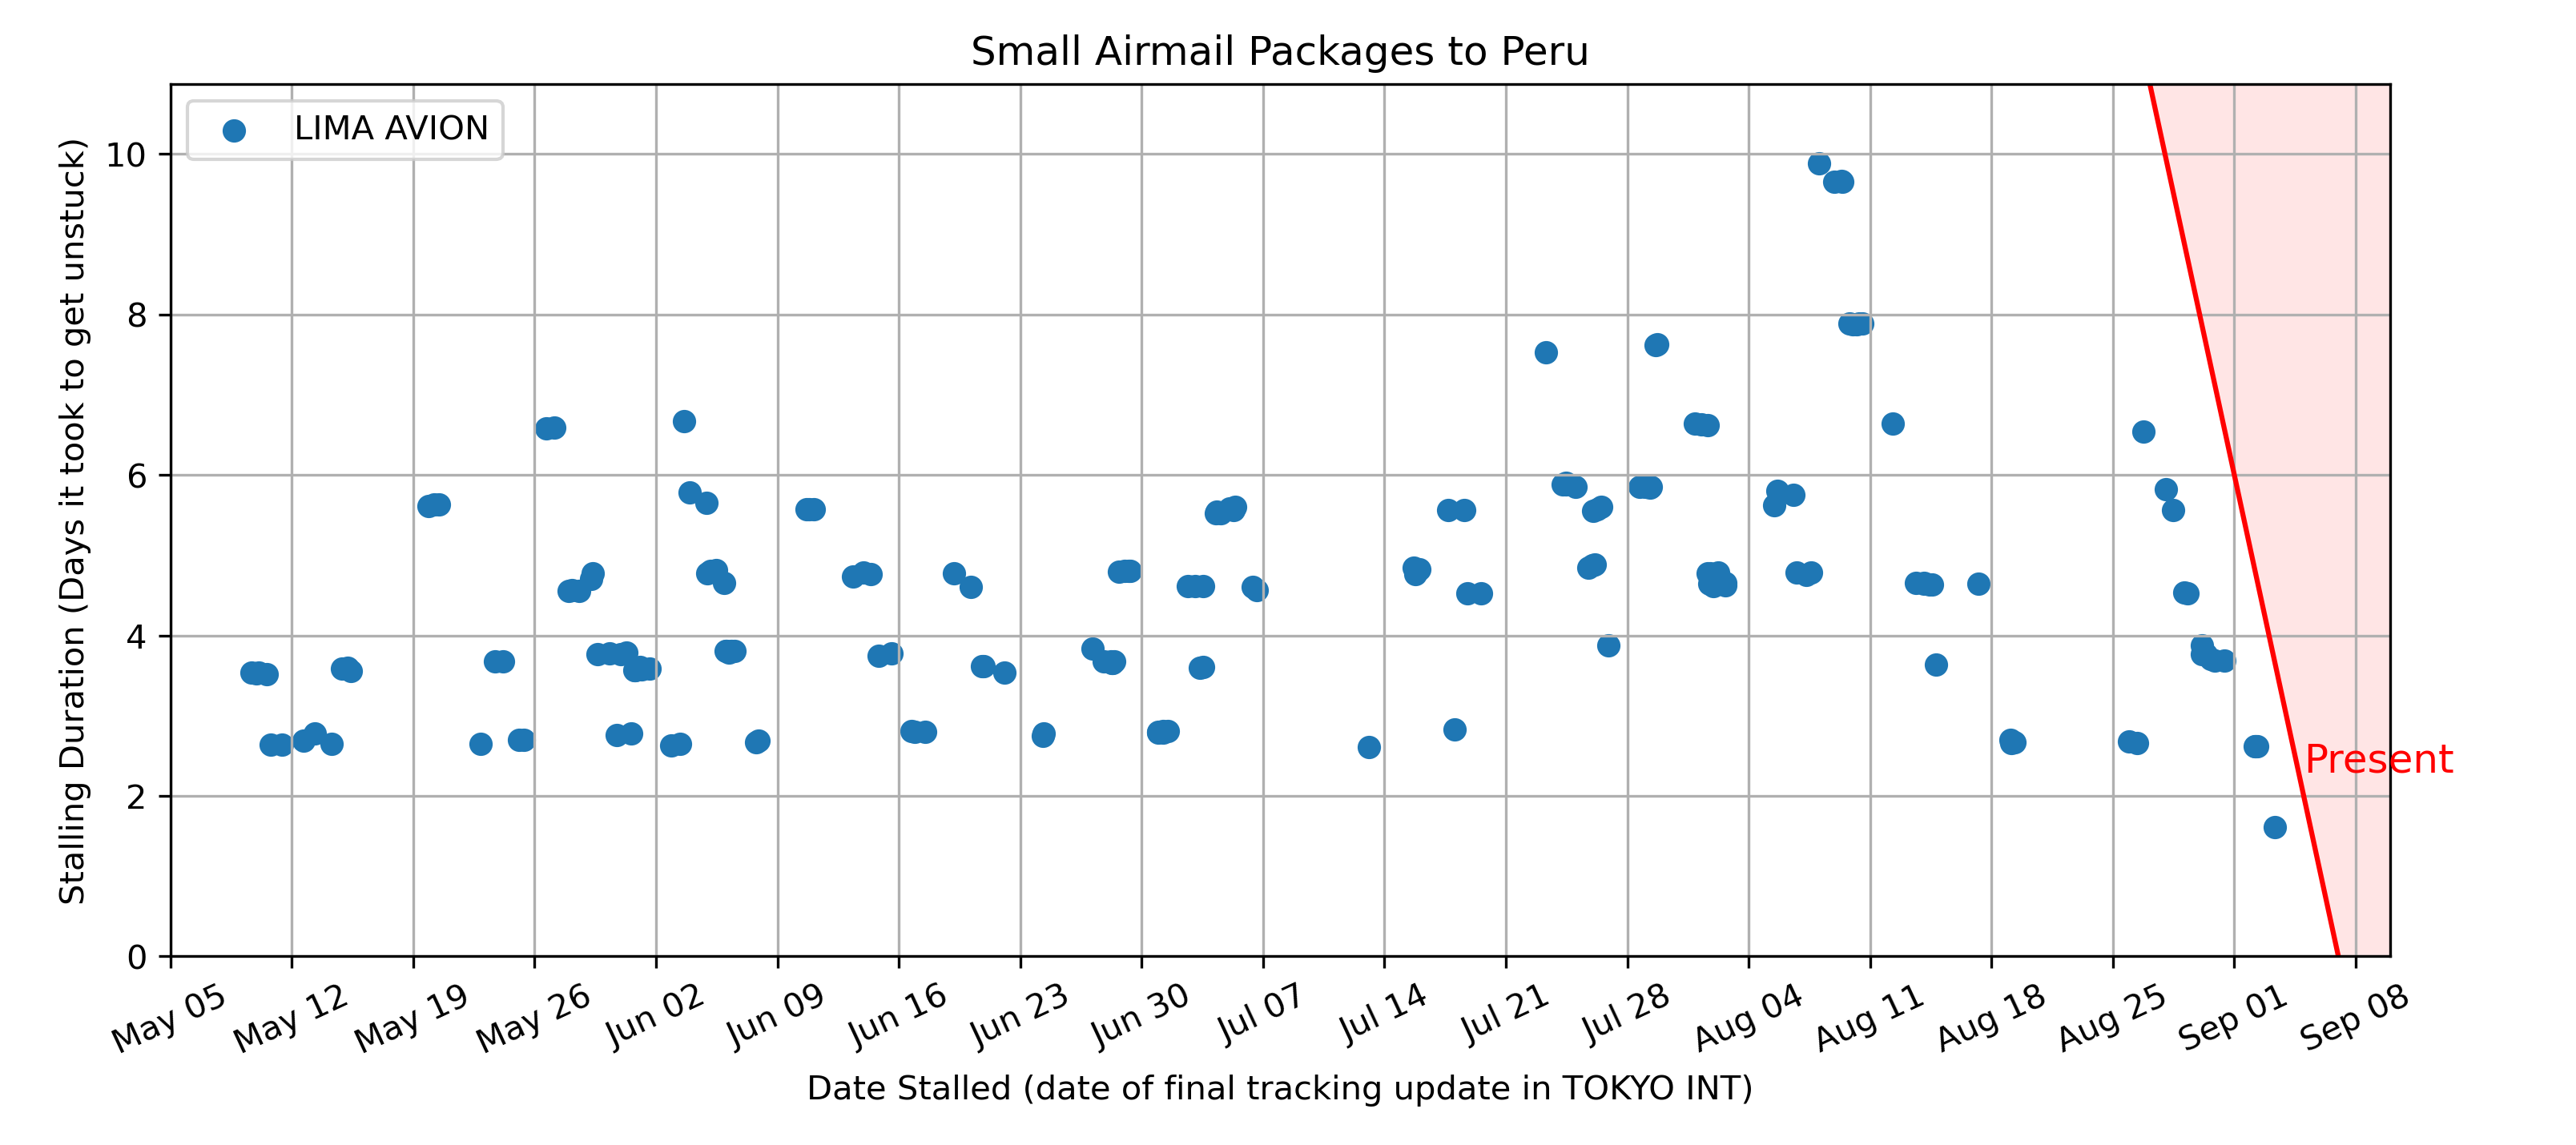 Small Airmail Packages to Peru
LIMA AVION
Stalling Duration (Days it took to get unstuck)
10
8
6
4
2
0
Present
May 05
May 12
May 19
May 26
Jun 02
Jun 09
Jun 16
Jun 23
Jun 30
Jul 07
Jul 14
Jul 21
Jul 28
Aug 04
Aug 11
Aug 18
Aug 25
Sep 01
Sep 08
Date Stalled (date of final tracking update in TOKYO INT)